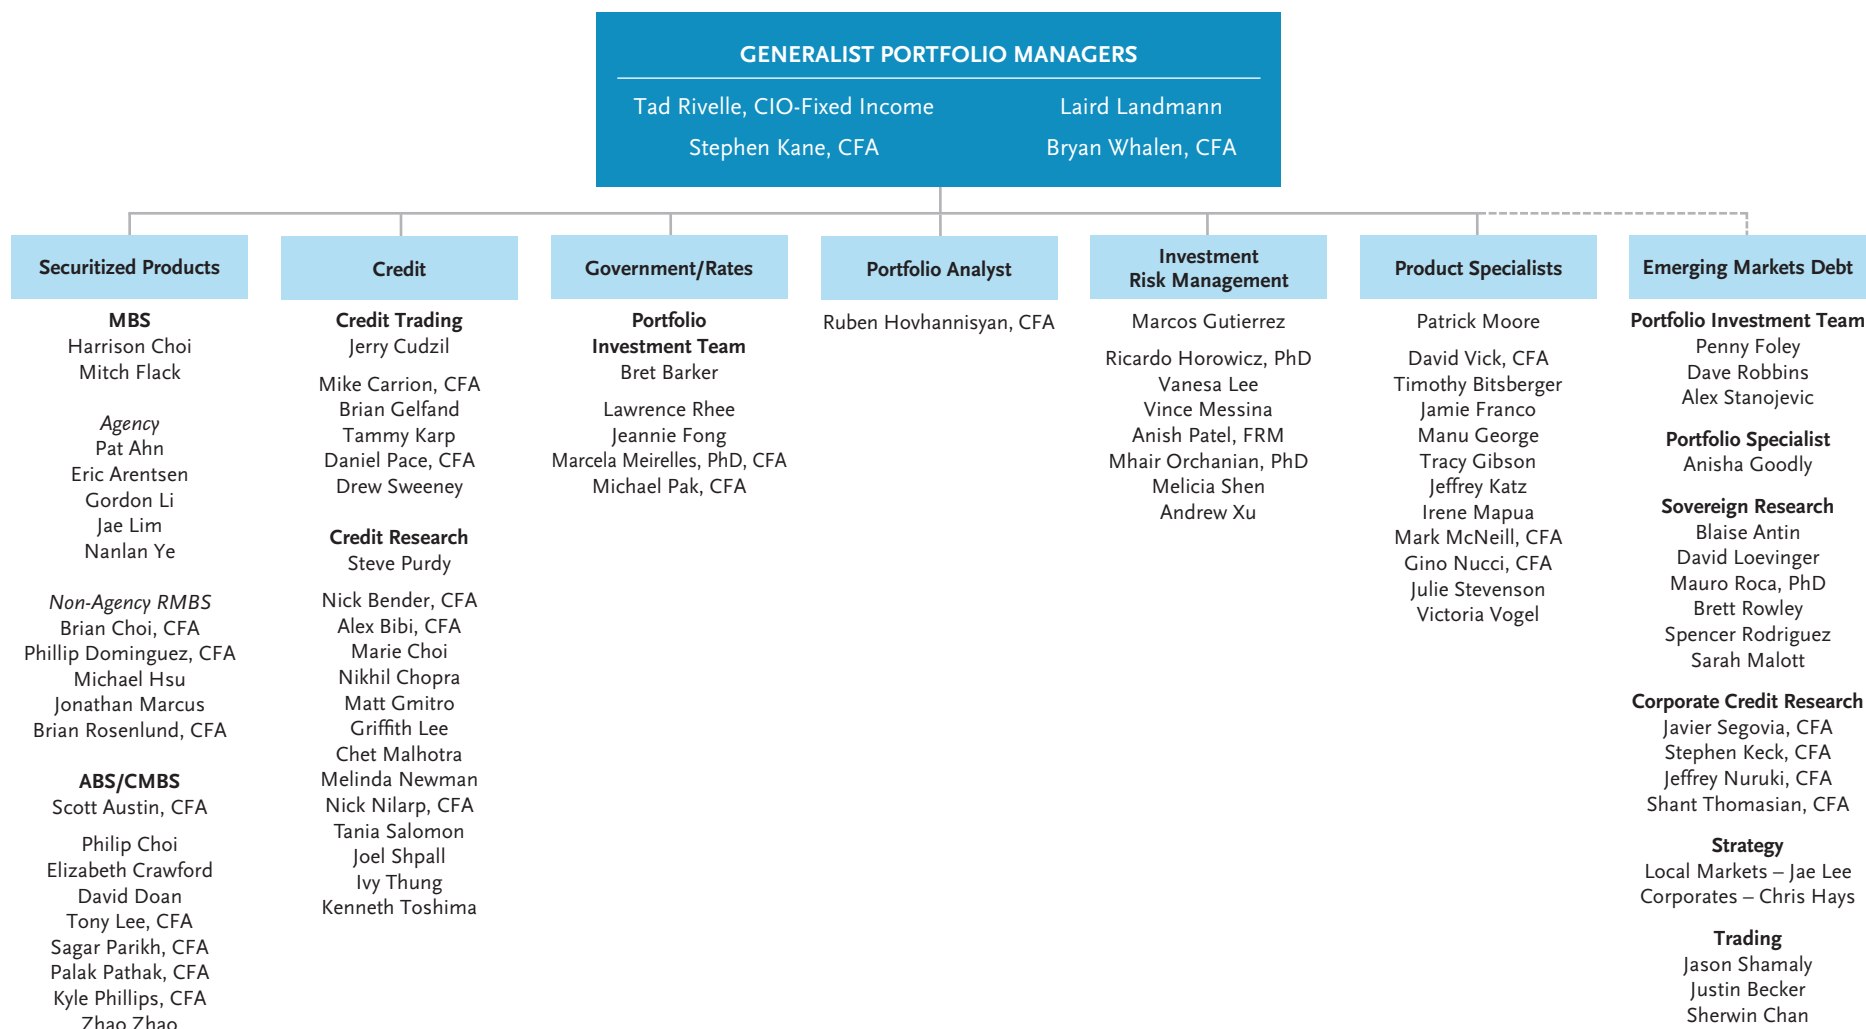 GENERALIST PORTFOLIO MANAGERS
Tad Rivelle, CIO-Fixed Income
Laird Landmann
Stephen Kane, CFA
Bryan Whalen, CFA
Securitized Products
MBS
Harrison Choi
Mitch Flack
Agency
Pat Ahn
Eric Arentsen
Gordon Li
Jae Lim
Nanlan Ye
Non-Agency RMBS
Brian Choi, CFA
Phillip Dominguez, CFA
Michael Hsu
Jonathan Marcus
Brian Rosenlund, CFA
ABS/CMBS
Scott Austin, CFA
Philip Choi
Elizabeth Crawford
David Doan
Tony Lee, CFA
Sagar Parikh, CFA
Palak Pathak, CFA
Kyle Phillips, CFA
Zhao Zhao
Credit
Credit Trading
Jerry Cudzil
Mike Carrion, CFA
Brian Gelfand
Tammy Karp
Daniel Pace, CFA
Drew Sweeney
Credit Research
Steve Purdy
Nick Bender, CFA
Alex Bibi, CFA
Marie Choi
Nikhil Chopra
Matt Gmitro
Griffith Lee
Chet Malhotra
Melinda Newman
Nick Nilarp, CFA
Tania Salomon
Joel Shpall
Ivy Thung
Kenneth Toshima
Government/Rates
Portfolio
Investment Team
Bret Barker
Lawrence Rhee
Jeannie Fong
Marcela Meirelles, PhD, CFA
Michael Pak, CFA
Portfolio Analyst
Ruben Hovhannisyan, CFA
Investment
Risk Management
Marcos Gutierrez
Ricardo Horowicz, PhD
Vanesa Lee
Vince Messina
Anish Patel, FRM
Mhair Orchanian, PhD
Melicia Shen
Andrew Xu
Product Specialists
Patrick Moore
David Vick, CFA
Timothy Bitsberger
Jamie Franco
Manu George
Tracy Gibson
Jeffrey Katz
Irene Mapua
Mark McNeill, CFA
Gino Nucci, CFA
Julie Stevenson
Victoria Vogel
Emerging Markets Debt
Portfolio Investment Team
Penny Foley
Dave Robbins
Alex Stanojevic
Portfolio Specialist
Anisha Goodly
Sovereign Research
Blaise Antin
David Loevinger
Mauro Roca, PhD
Brett Rowley
Spencer Rodriguez
Sarah Malott
Corporate Credit Research
Javier Segovia, CFA
Stephen Keck, CFA
Jeffrey Nuruki, CFA
Shant Thomasian, CFA
Strategy
Local Markets – Jae Lee
Corporates – Chris Hays
Trading
Jason Shamaly
Justin Becker
Sherwin Chan